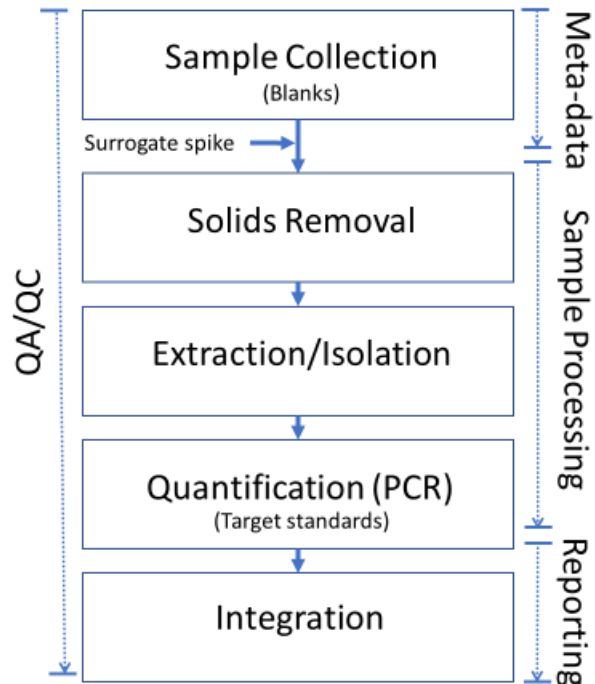 Sample Collection
(Blanks)
Surrogate spike
Solids Removal
Extraction/Isolation
Quantification (PCR)
(Target standards)
Integration
QA/QC
Meta-data
Sample Processing
Reporting